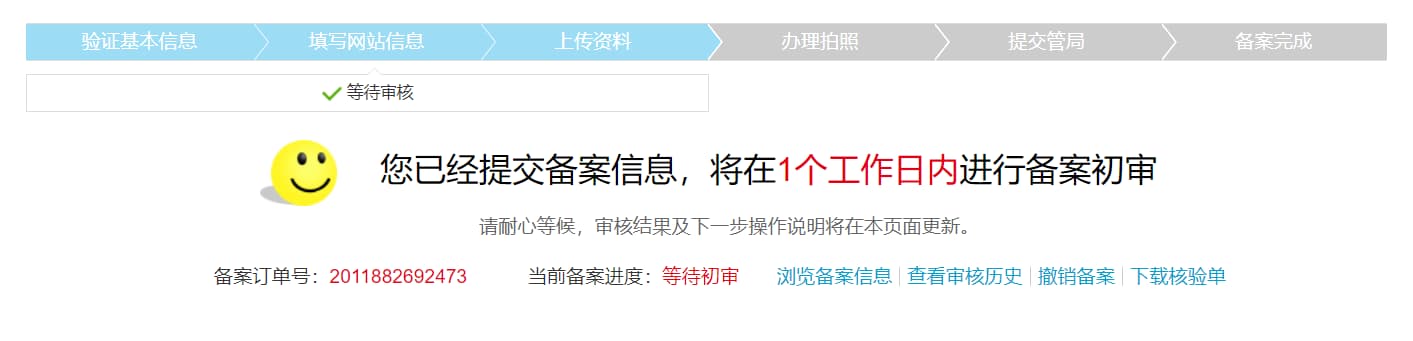 验证基本信息 填写网站信息 上传资料 办理拍照 提交管局 备案完成
等待审核
您已经提交备案信息，将在1个工作日内进行备案初审
请耐心等候，审核结果及下一步操作说明将在本页面更新。
备案订单号：2011882692473 当前备案进度：等待初审 浏览备案信息 | 查看审核历史 | 撤销备案 | 下载核验单